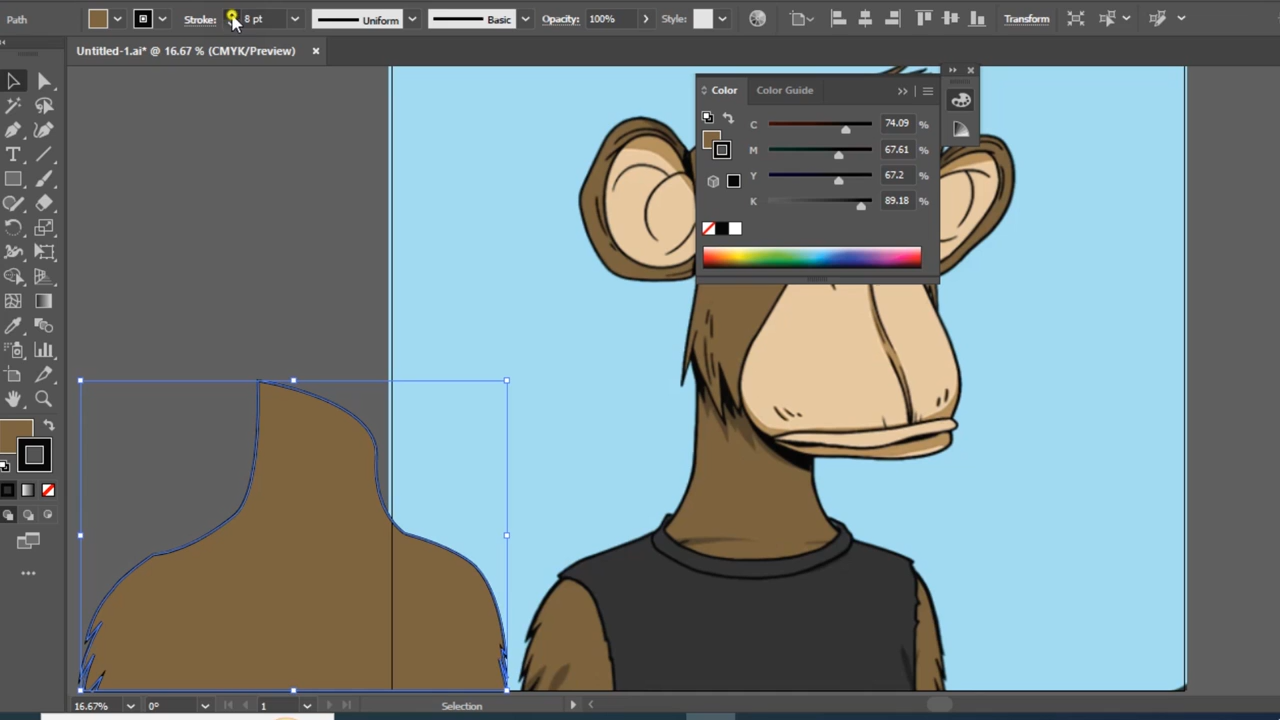 Path
Stroke:
8 pt
Uniform
Basic
Opacity:
100%
Style:
Transform
Untitled-1.ai* @ 16.67 % (CMYK/Preview)
Color
Color Guide
C
74.09
%
M
67.61
%
Y
67.2
%
K
89.18
%
16.67%
0°
1
Selection